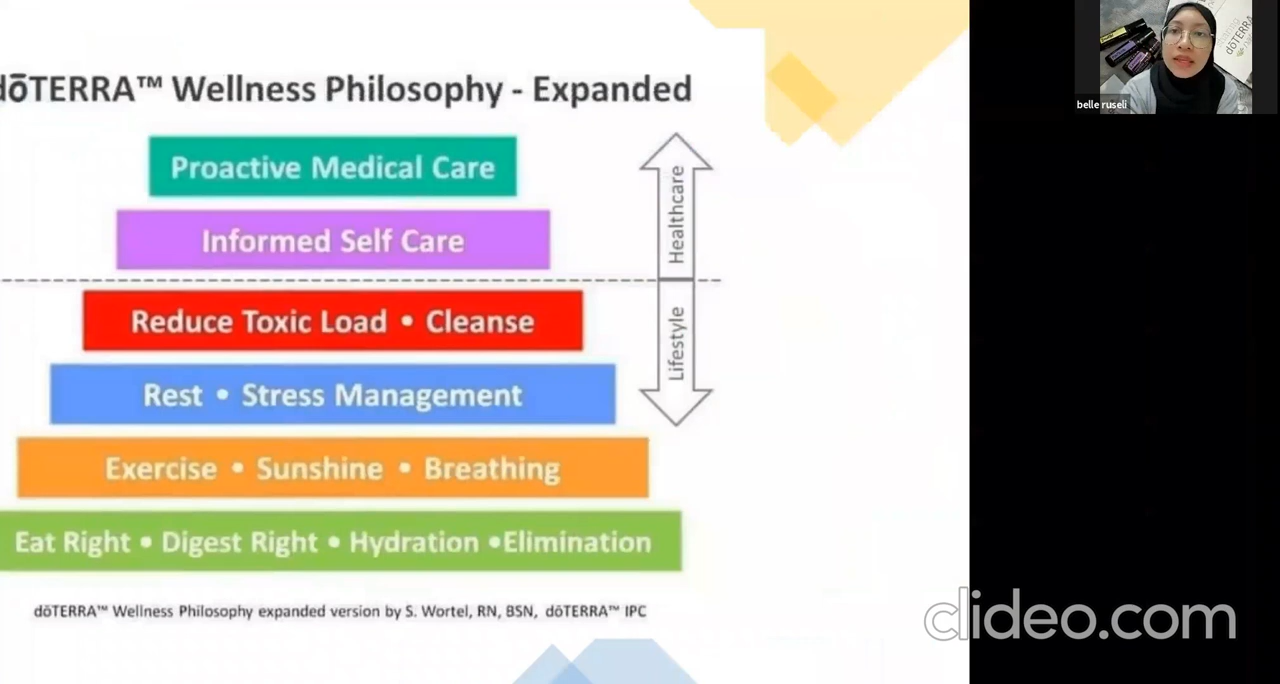 dōTERRA™ Wellness Philosophy - Expanded
Proactive Medical Care
Informed Self Care
Reduce Toxic Load • Cleanse
Rest • Stress Management
Exercise • Sunshine • Breathing
Eat Right • Digest Right • Hydration •Elimination
Healthcare
Lifestyle
dōTERRA™ Wellness Philosophy expanded version by S. Wortel, RN, BSN, dōTERRA™ IPC
dōTERRA
belle ruseli
clideo.com